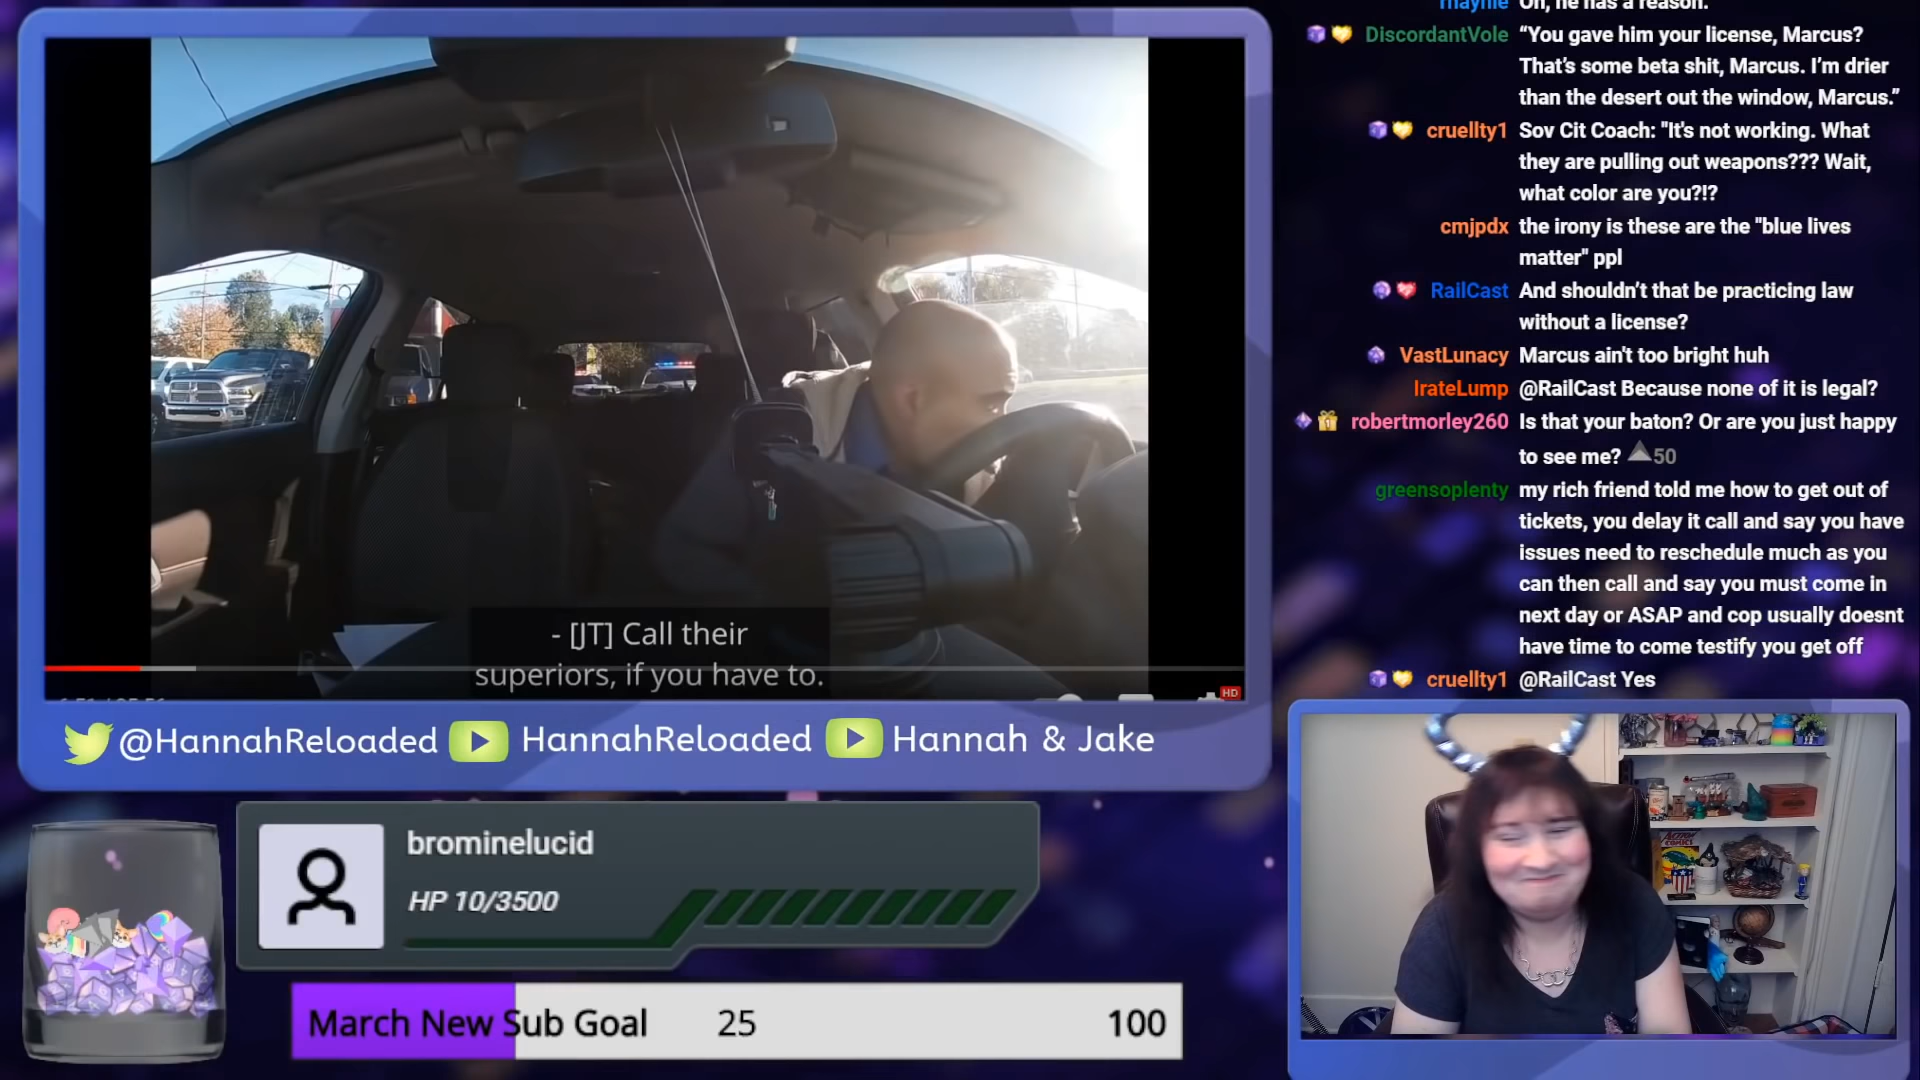 - [JT] Call their
superiors, if you have to.
HD
@HannahReloaded HannahReloaded Hannah & Jake
brominelucid
HP 10/3500
March New Sub Goal 25 100
Oh, he has a reason.
DiscordantVole “You gave him your license, Marcus?
That’s some beta shit, Marcus. I’m drier
than the desert out the window, Marcus.”
cruellty1 Sov Cit Coach: "It's not working. What
they are pulling out weapons??? Wait,
what color are you?!?
cmjpdx the irony is these are the "blue lives
matter" ppl
RailCast And shouldn’t that be practicing law
without a license?
VastLunacy Marcus ain't too bright huh
IrateLump @RailCast Because none of it is legal?
robertmorley260 Is that your baton? Or are you just happy
to see me? 50
greensoplenty my rich friend told me how to get out of
tickets, you delay it call and say you have
issues need to reschedule much as you
can then call and say you must come in
next day or ASAP and cop usually doesnt
have time to come testify you get off
cruellty1 @RailCast Yes